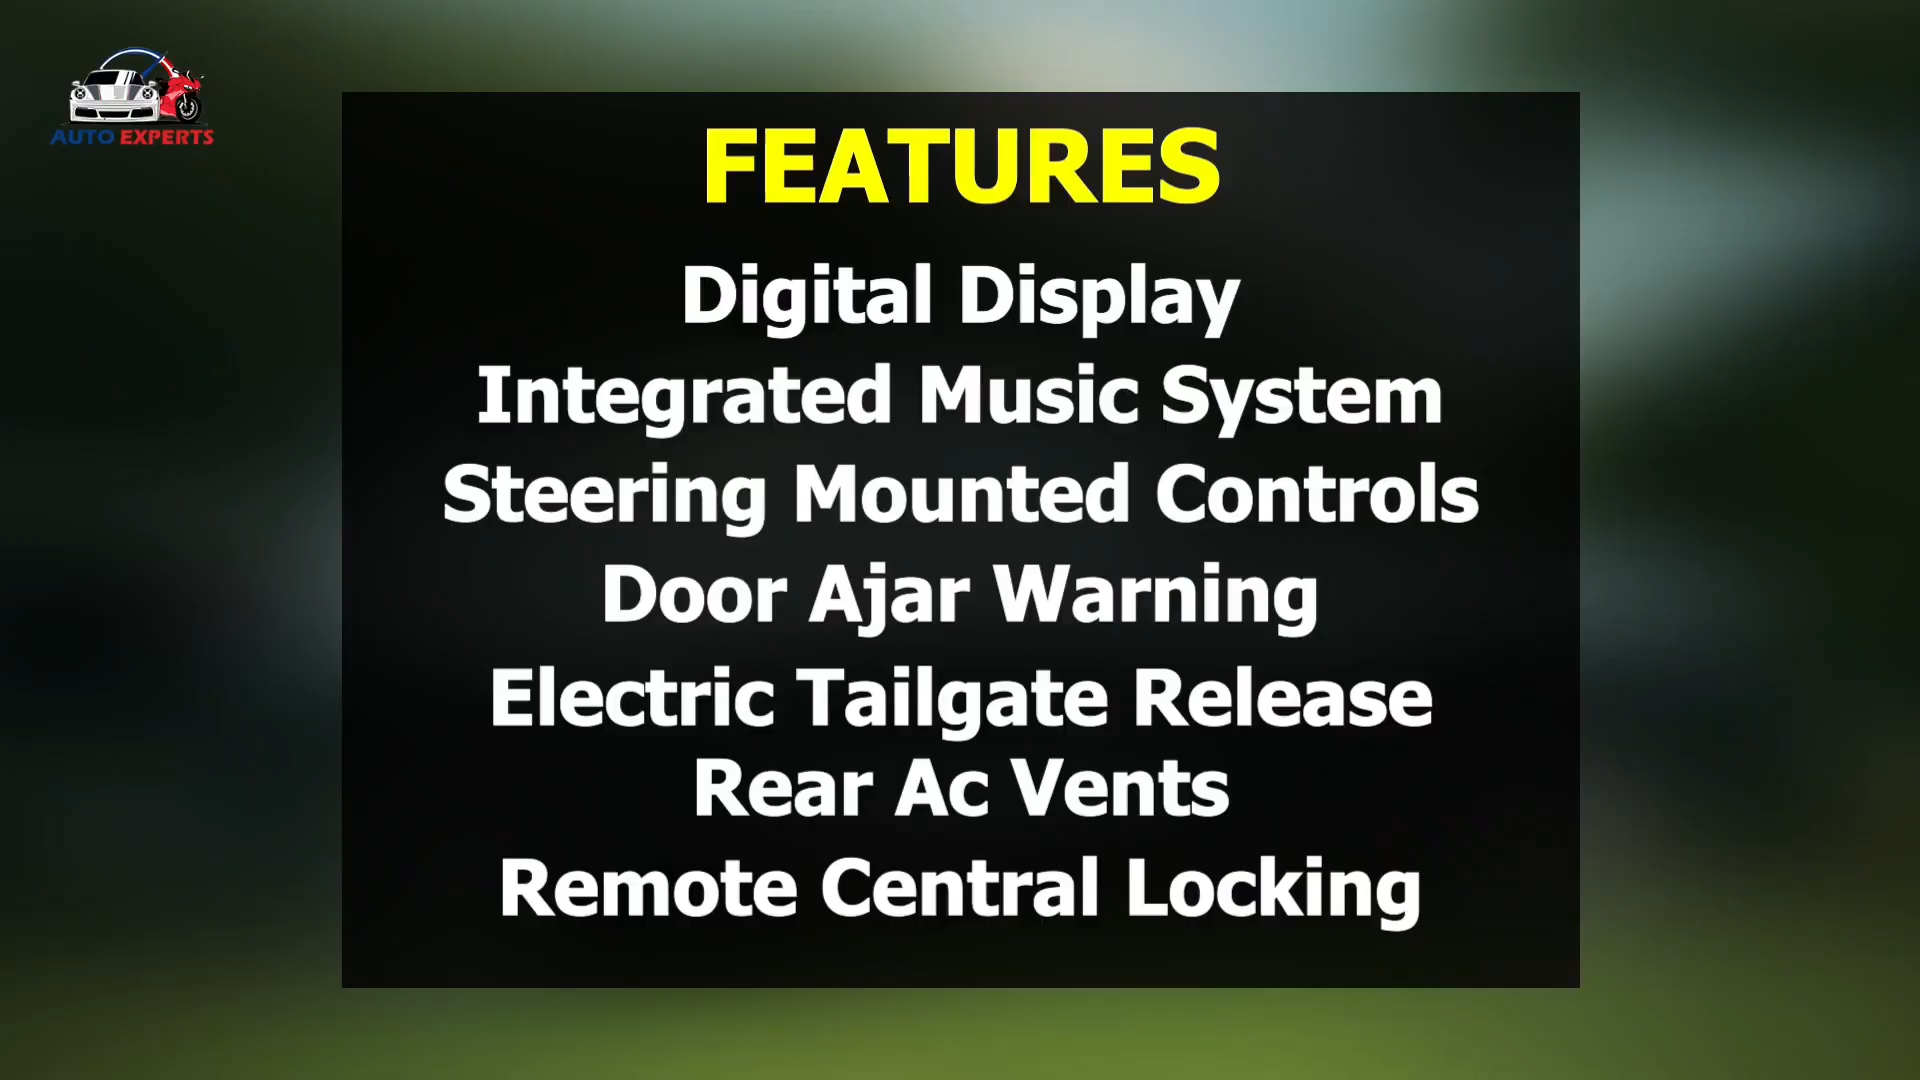 AUTO EXPERTS
FEATURES
Digital Display
Integrated Music System
Steering Mounted Controls
Door Ajar Warning
Electric Tailgate Release
Rear Ac Vents
Remote Central Locking